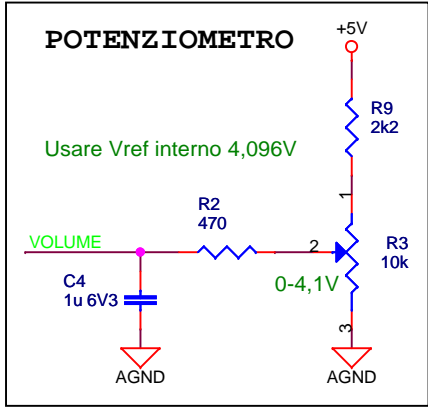 POTENZIOMETRO
+5V
R9
2k2
Usare Vref interno 4,096V
1
R2
470
VOLUME
2
R3
10k
C4
1u 6V3
0-4,1V
3
AGND
AGND